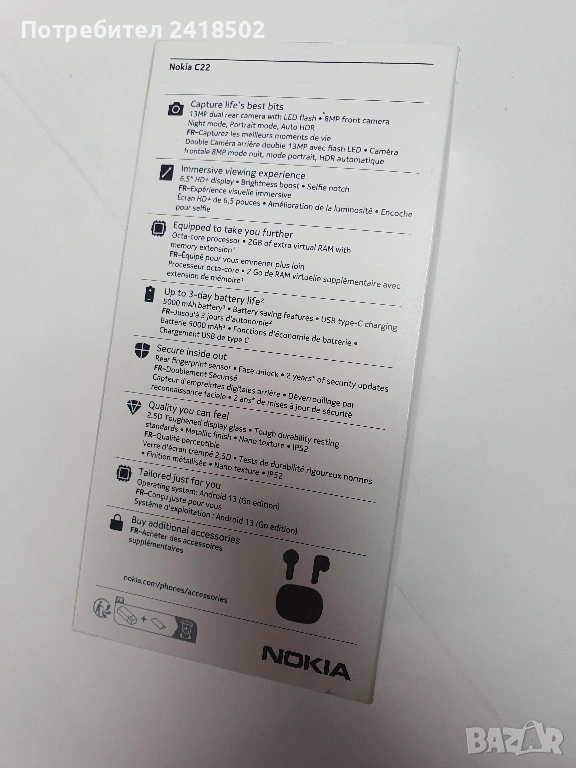 Потребител 2418502
Nokia C22
Capture life's best bits
13MP dual rear camera with LED flash • 8MP front camera
Night mode, Portrait mode, Auto HDR
FR–Capturez les meilleurs moments de vie
Double Caméra arrière double 13MP avec flash LED • Caméra
frontale 8MP mode nuit, mode portrait, HDR automatique
Immersive viewing experience
6.5" HD+ display • Brightness boost • Selfie notch
FR–Expérience visuelle immersive
Écran HD+ de 6,5 pouces • Amélioration de la luminosité • Encoche
pour selfie
Equipped to take you further
Octa-core processor • 2GB of extra virtual RAM with
memory extension¹
FR–Équipé pour vous emmener plus loin
Processeur octa-core • 2 Go de RAM virtuelle supplémentaire avec
extension de mémoire¹
Up to 3-day battery life²
5000 mAh battery³ • Battery saving features • USB type-C charging
FR–Jusqu'à 3 jours d'autonomie²
Batterie 5000 mAh³ • Fonctions d'économie de batterie •
Chargement USB de type C
Secure inside out
Rear fingerprint sensor • Face unlock • 2 years⁴ of security updates
FR–Doublement Sécurisé
Capteur d'empreintes digitales arrière • Déverrouillage par
reconnaissance faciale • 2 ans⁴ de mises à jour de sécurité
Quality you can feel
2.5D Toughened display glass • Tough durability testing
standards • Metallic finish • Nano texture • IP52
FR–Qualité perceptible
Verre d'écran trempé 2,5D • Tests de durabilité rigoureux normes
• Finition métallisée • Nano texture • IP52
Tailored just for you
Operating system: Android 13 (Go edition)
FR–Conçu juste pour vous
Système d'exploitation : Android 13 (Go edition)
Buy additional accessories
FR–Acheter des accessoires
supplémentaires
nokia.com/phones/accessories
NOKIA
BAZAR